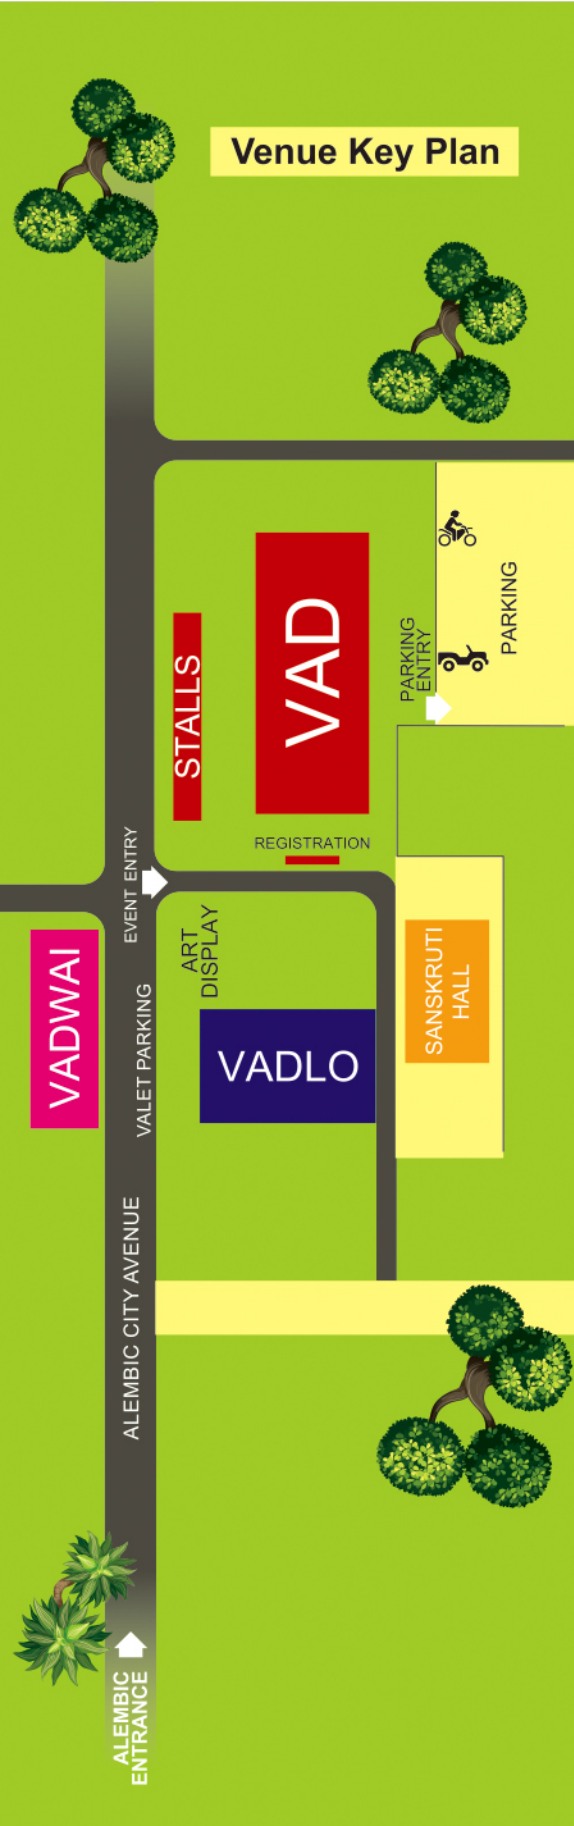 Venue Key Plan
PARKING
PARKING
ENTRY
VAD
STALLS
REGISTRATION
EVENT ENTRY
ART
DISPLAY
SANSKRUTI
HALL
VADWAI
VALET PARKING
VADLO
ALEMBIC CITY AVENUE
ALEMBIC
ENTRANCE